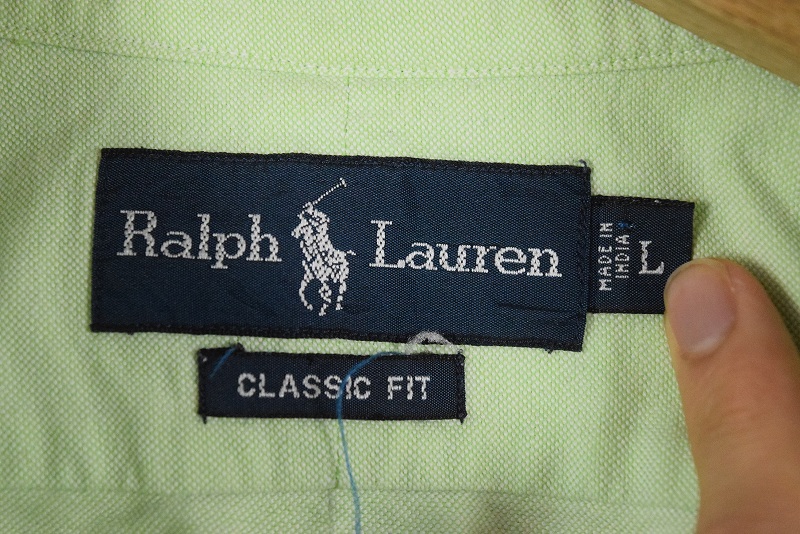 Ralph Lauren
MADE IN
INDIA
L
CLASSIC FIT